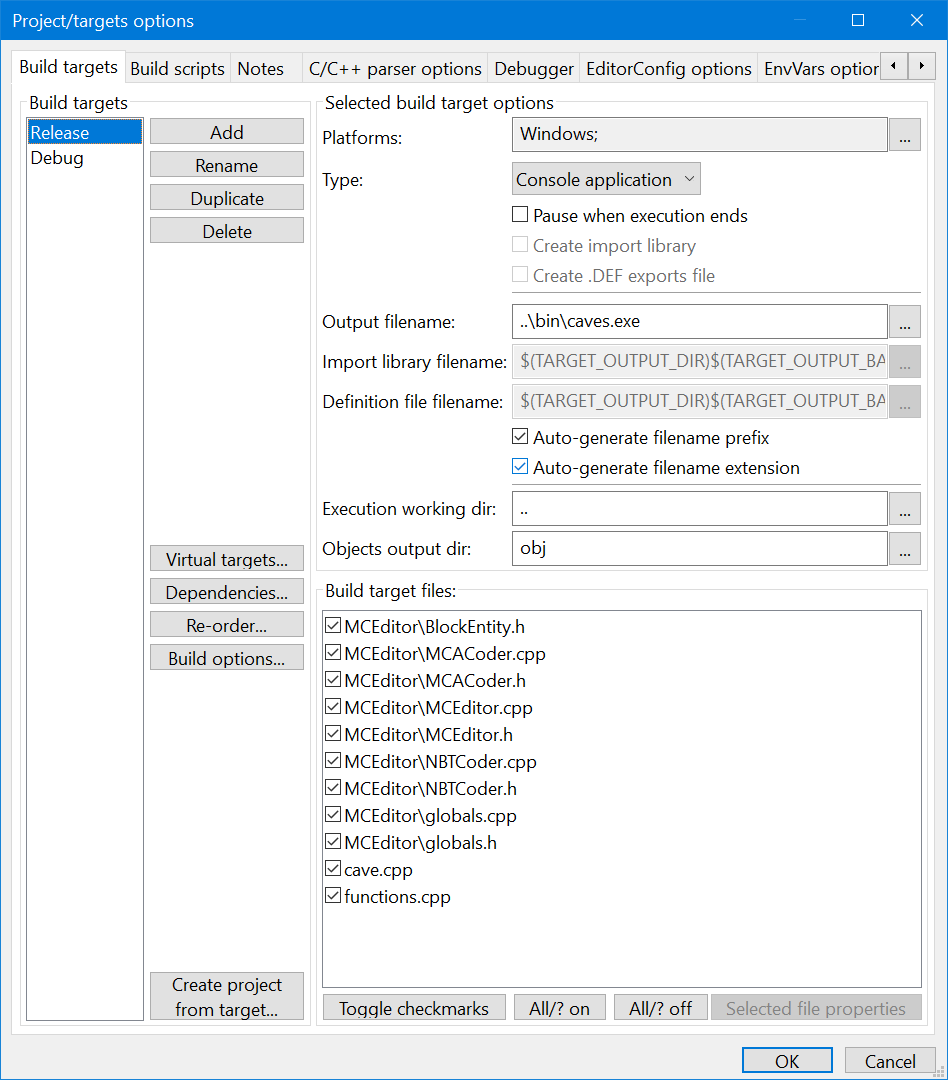 Project/targets options
Build targets
Build scripts
Notes
C/C++ parser options
Debugger
EditorConfig options
EnvVars option
Build targets
Release
Debug
Add
Rename
Duplicate
Delete
Virtual targets...
Dependencies...
Re-order...
Build options...
Create project
from target...
Selected build target options
Platforms:
Windows;
...
Type:
Console application
Pause when execution ends
Create import library
Create .DEF exports file
Output filename:
..\bin\caves.exe
...
Import library filename:
$(TARGET_OUTPUT_DIR)$(TARGET_OUTPUT_BA
...
Definition file filename:
$(TARGET_OUTPUT_DIR)$(TARGET_OUTPUT_BA
...
Auto-generate filename prefix
Auto-generate filename extension
Execution working dir:
..
...
Objects output dir:
obj
...
Build target files:
MCEditor\BlockEntity.h
MCEditor\MCACoder.cpp
MCEditor\MCACoder.h
MCEditor\MCEditor.cpp
MCEditor\MCEditor.h
MCEditor\NBTCoder.cpp
MCEditor\NBTCoder.h
MCEditor\globals.cpp
MCEditor\globals.h
cave.cpp
functions.cpp
Toggle checkmarks
All/? on
All/? off
Selected file properties
OK
Cancel